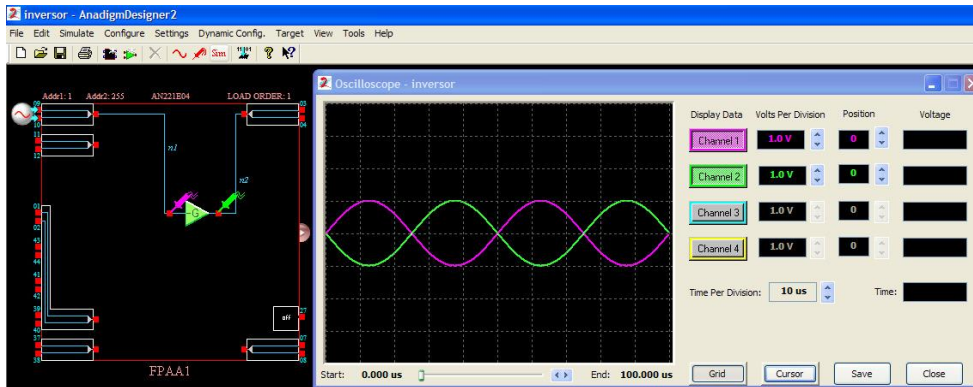 inversor - AnadigmDesigner2
File Edit Simulate Configure Settings Dynamic Config. Target View Tools Help
Sim
Addr1: 1 Addr2: 255 AN221E04 LOAD ORDER: 1
09
10
11
12
03
04
n1
n2
-G
01
02
43
44
41
42
39
40
37
38
27
off
07
08
FPAA1
Oscilloscope - inversor
Display Data Volts Per Division Position Voltage
Channel 1 1.0 V 0
Channel 2 1.0 V 0
Channel 3 1.0 V 0
Channel 4 1.0 V 0
Time Per Division: 10 us Time:
Start: 0.000 us End: 100.000 us
Grid Cursor Save Close